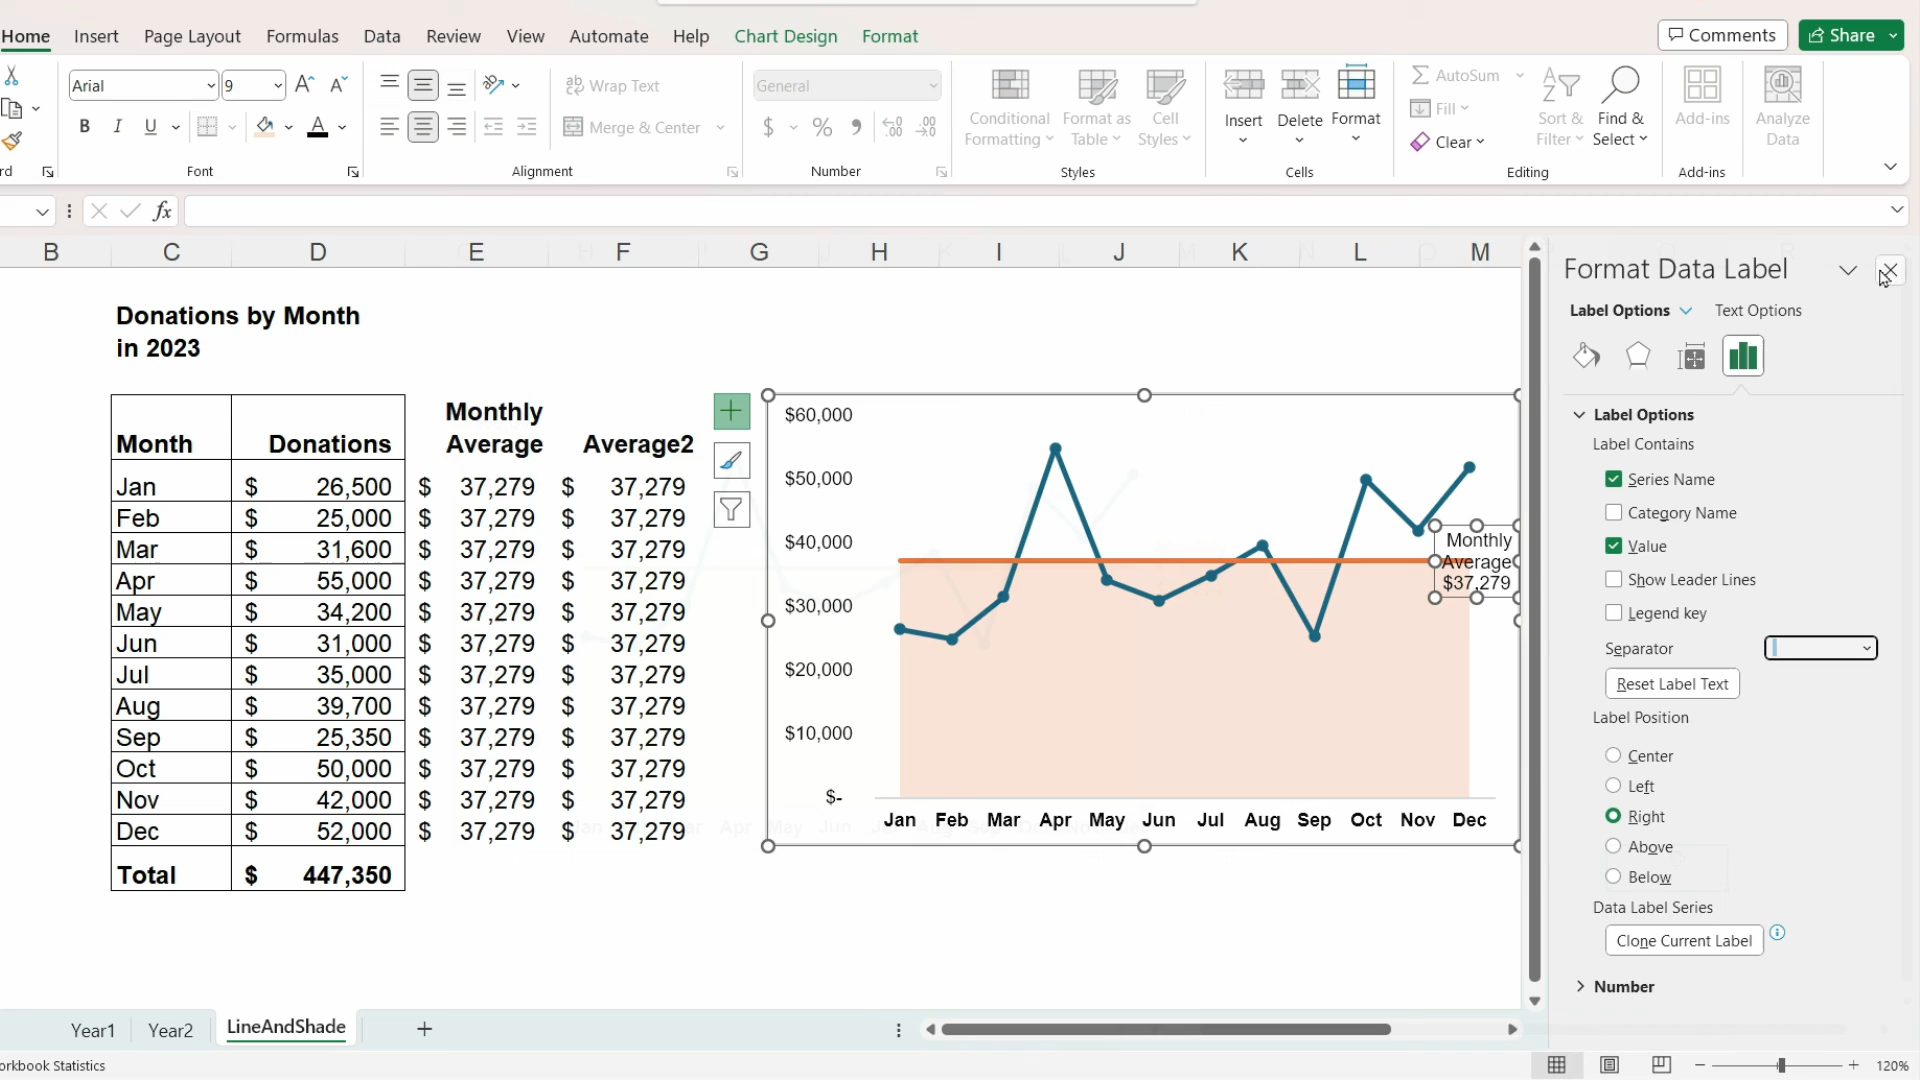 Home Insert Page Layout Formulas Data Review View Automate Help Chart Design Format Comments Share
Arial 9 Wrap Text General AutoSum
Conditional Formatting Format as Table Cell Styles Insert Delete Format Fill Sort & Filter Find & Select Add-ins Analyze Data
B I U A Merge & Center $ % Clear
rd Font Alignment Number Styles Cells Editing Add-ins
fx
B C D E F G H I J K L M
Donations by Month
in 2023
Month Donations Monthly Average Average2
Jan $ 26,500 $ 37,279 $ 37,279
Feb $ 25,000 $ 37,279 $ 37,279
Mar $ 31,600 $ 37,279 $ 37,279
Apr $ 55,000 $ 37,279 $ 37,279
May $ 34,200 $ 37,279 $ 37,279
Jun $ 31,000 $ 37,279 $ 37,279
Jul $ 35,000 $ 37,279 $ 37,279
Aug $ 39,700 $ 37,279 $ 37,279
Sep $ 25,350 $ 37,279 $ 37,279
Oct $ 50,000 $ 37,279 $ 37,279
Nov $ 42,000 $ 37,279 $ 37,279
Dec $ 52,000 $ 37,279 $ 37,279
Total $ 447,350
$60,000
$50,000
$40,000
$30,000
$20,000
$10,000
$-
Monthly
Average
$37,279
Jan Feb Mar Apr May Jun Jul Aug Sep Oct Nov Dec
Format Data Label
Label Options Text Options
Label Options
Label Contains
Series Name
Category Name
Value
Show Leader Lines
Legend key
Separator
Reset Label Text
Label Position
Center
Left
Right
Above
Below
Data Label Series
Clone Current Label
Number
Year1 Year2 LineAndShade
orkbook Statistics 120%